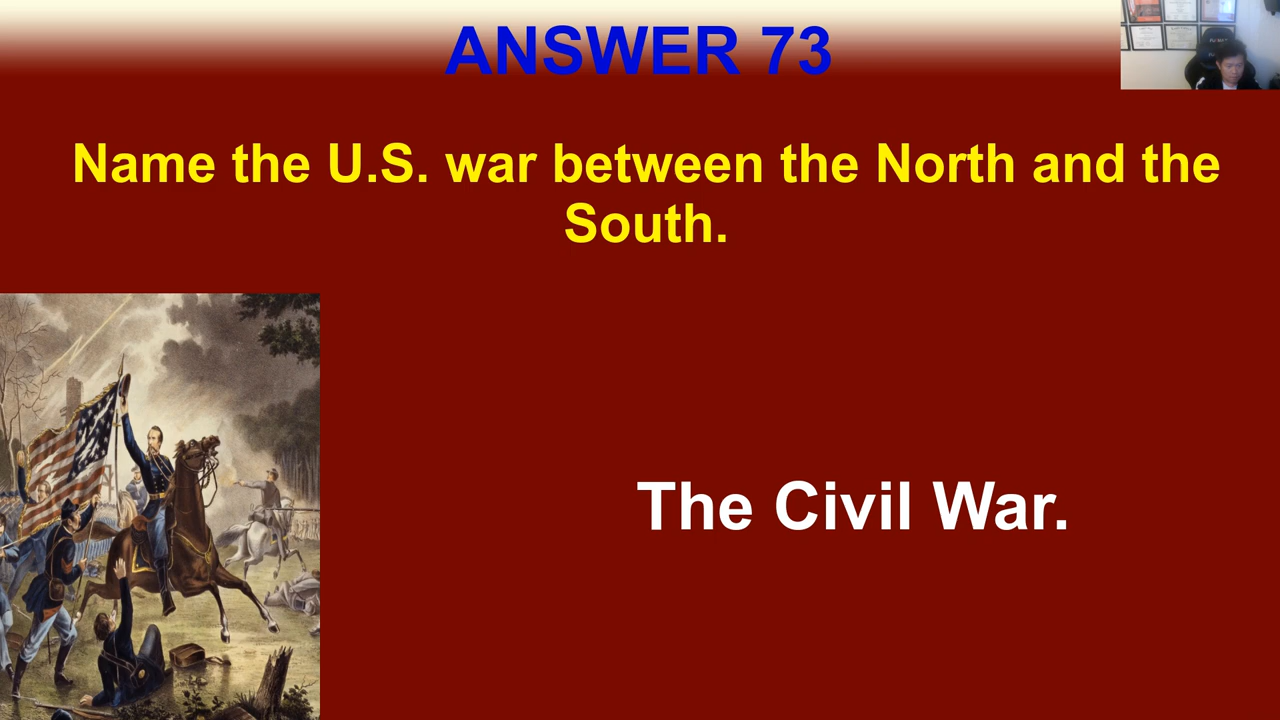 ANSWER 73
Name the U.S. war between the North and the
South.
The Civil War.